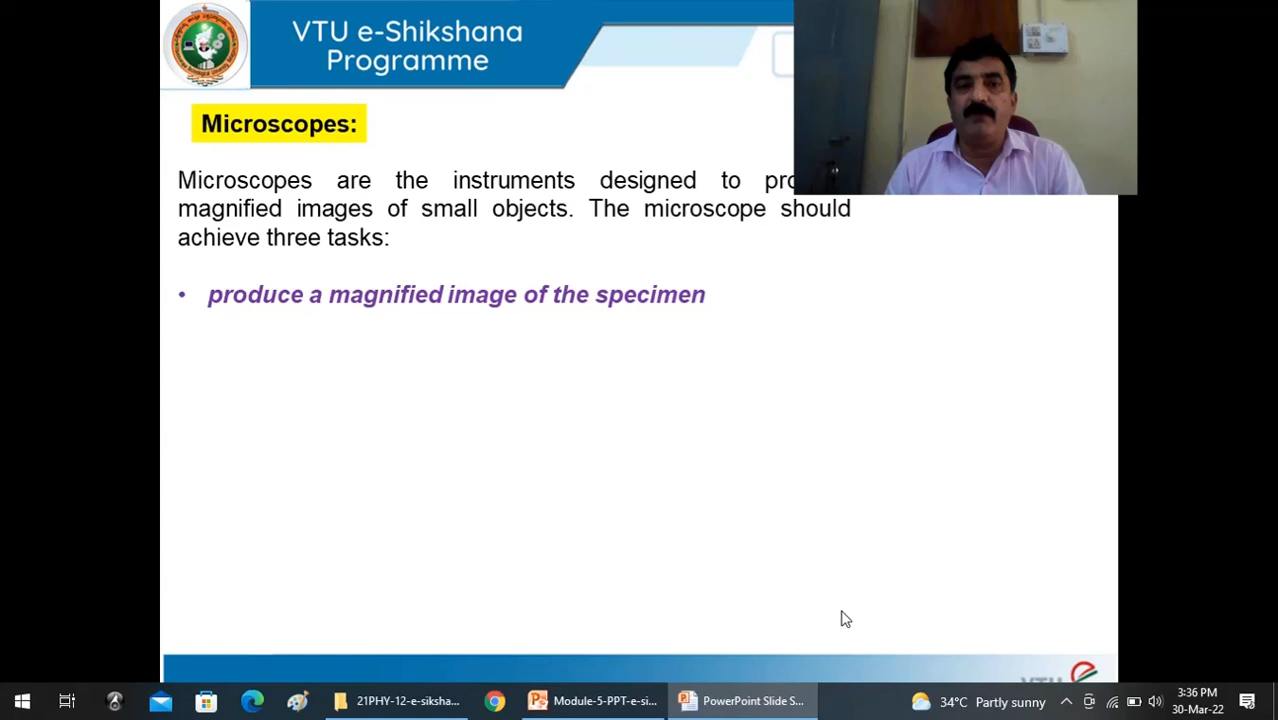 VTU e-Shikshana
Programme
Microscopes:
Microscopes are the instruments designed to
magnified images of small objects. The microscope should
achieve three tasks:
• produce a magnified image of the specimen
21PHY-12-e-siksha...
Module-5-PPT-e-si...
PowerPoint Slide S...
34°C Partly sunny
3:36 PM
30-Mar-22